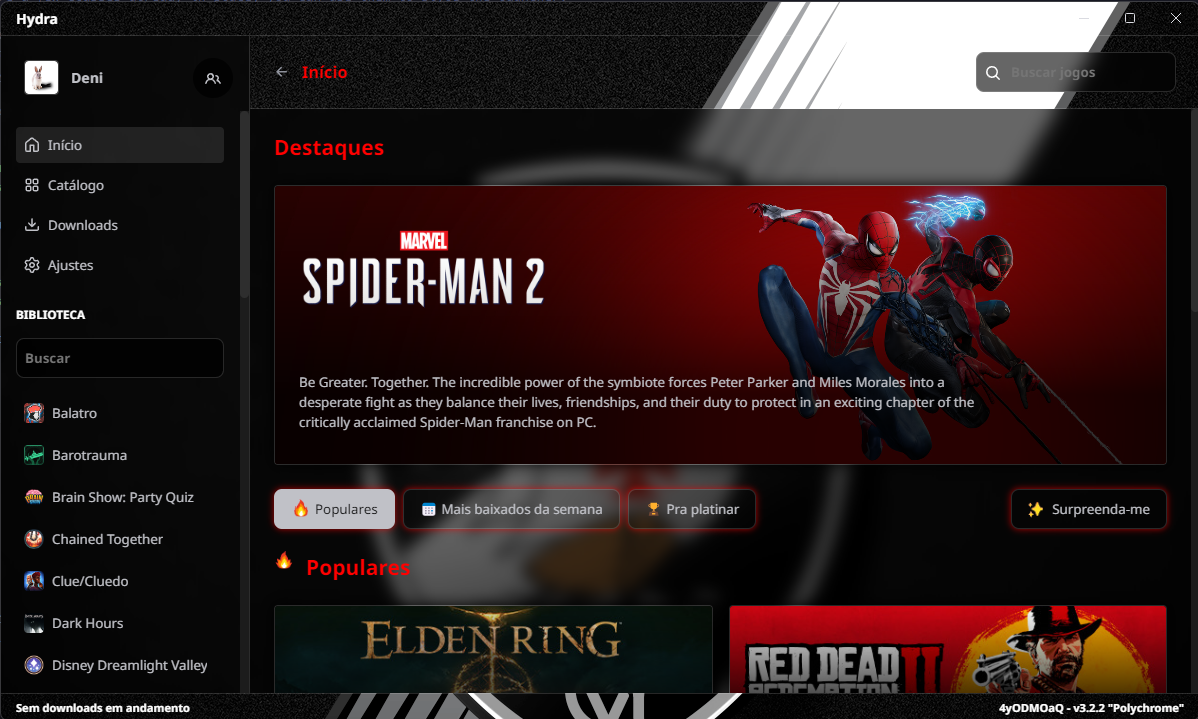 Hydra
Deni
Início
Buscar jogos
Início
Catálogo
Downloads
Ajustes
BIBLIOTECA
Buscar
Balatro
Barotrauma
Brain Show: Party Quiz
Chained Together
Clue/Cluedo
Dark Hours
Disney Dreamlight Valley
Destaques
MARVEL
SPIDER-MAN 2
Be Greater. Together. The incredible power of the symbiote forces Peter Parker and Miles Morales into a
desperate fight as they balance their lives, friendships, and their duty to protect in an exciting chapter of the
critically acclaimed Spider-Man franchise on PC.
Populares
Mais baixados da semana
Pra platinar
Surpreenda-me
Populares
ELDEN RING
RED DEAD
REDEMPTION II
Sem downloads em andamento
4yODMOaQ - v3.2.2 "Polychrome"